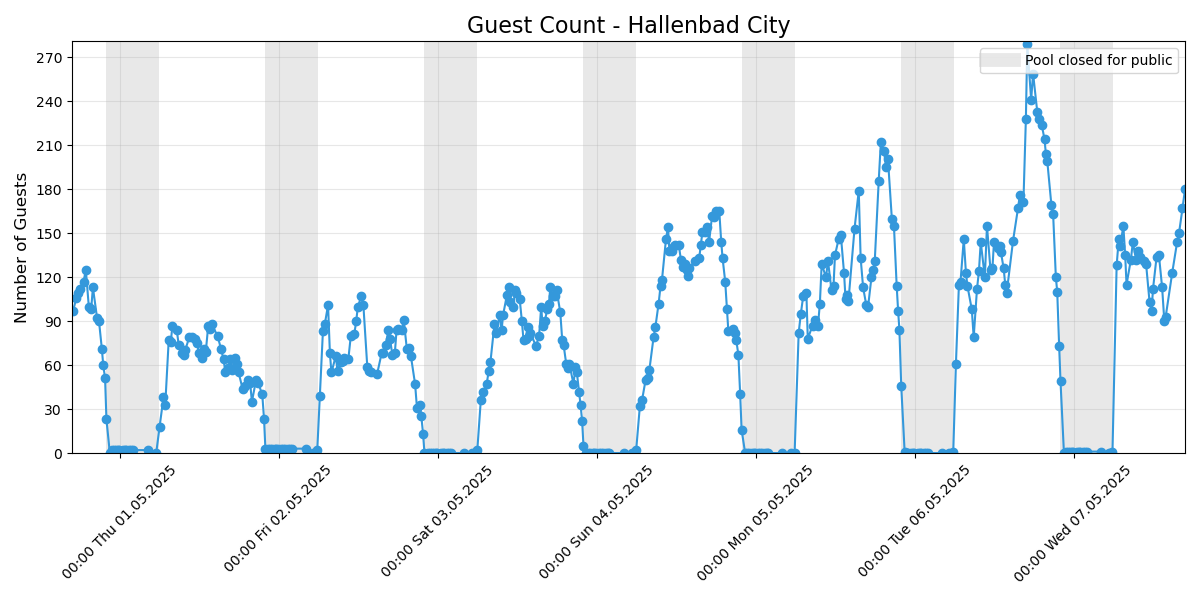 Guest Count - Hallenbad City
Pool closed for public
Number of Guests
270
240
210
180
150
120
90
60
30
0
00:00 Thu 01.05.2025
00:00 Fri 02.05.2025
00:00 Sat 03.05.2025
00:00 Sun 04.05.2025
00:00 Mon 05.05.2025
00:00 Tue 06.05.2025
00:00 Wed 07.05.2025